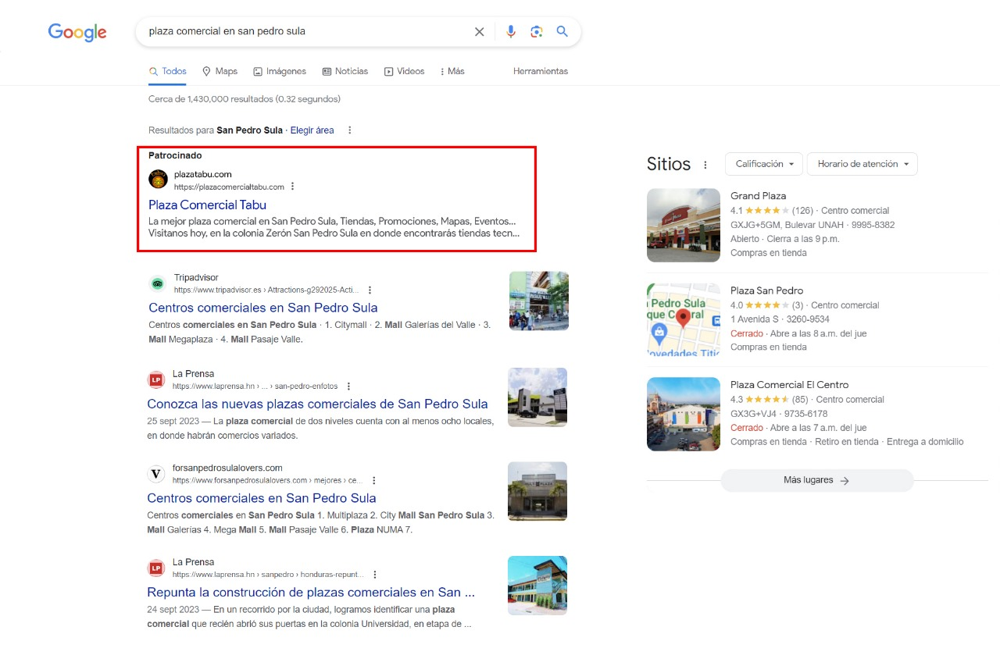 Google
plaza comercial en san pedro sula
Todos
Maps
Imágenes
Noticias
Videos
Más
Herramientas
Cerca de 1,430,000 resultados (0.32 segundos)
Resultados para San Pedro Sula · Elegir área
Patrocinado
plazatabu.com
https://plazacomercialtabu.com
Plaza Comercial Tabu
La mejor plaza comercial en San Pedro Sula, Tiendas, Promociones, Mapas, Eventos...
Visitanos hoy, en la colonia Zerón San Pedro Sula en donde encontrarás tiendas tecn...
Tripadvisor
https://www.tripadvisor.es › Attractions-g292025-Acti...
Centros comerciales en San Pedro Sula
Centros comerciales en San Pedro Sula · 1. Citymall · 2. Mall Galerías del Valle · 3.
Mall Megaplaza · 4. Mall Pasaje Valle.
LP
La Prensa
https://www.laprensa.hn › ... › san-pedro-enfotos
Conozca las nuevas plazas comerciales de San Pedro Sula
25 sept 2023 — La plaza comercial de dos niveles cuenta con al menos ocho locales,
en donde habrán comercios variados.
V
forsanpedrosulalovers.com
https://www.forsanpedrosulalovers.com › mejores › ce...
Centros comerciales en San Pedro Sula
Centros comerciales en San Pedro Sula 1. Multiplaza 2. City Mall San Pedro Sula 3.
Mall Galerías 4. Mega Mall 5. Mall Pasaje Valle 6. Plaza NUMA 7.
LP
La Prensa
https://www.laprensa.hn › sanpedro › honduras-repunt...
Repunta la construcción de plazas comerciales en San ...
24 sept 2023 — En un recorrido por la ciudad, logramos identificar una plaza
comercial que recién abrió sus puertas en la colonia Universidad, en etapa de ...
Sitios
Calificación
Horario de atención
Grand Plaza
4.1 (126) · Centro comercial
GXJG+5GM, Bulevar UNAH · 9995-8382
Abierto · Cierra a las 9 p.m.
Compras en tienda
Pedro Sula
Plaza San Pedro
4.0 (3) · Centro comercial
1 Avenida S · 3260-9534
Cerrado · Abre a las 8 a.m. del jue
Compras en tienda
Plaza Comercial El Centro
4.3 (85) · Centro comercial
GX3G+VJ4 · 9735-6178
Cerrado · Abre a las 7 a.m. del jue
Compras en tienda · Retiro en tienda · Entrega a domicilio
Más lugares